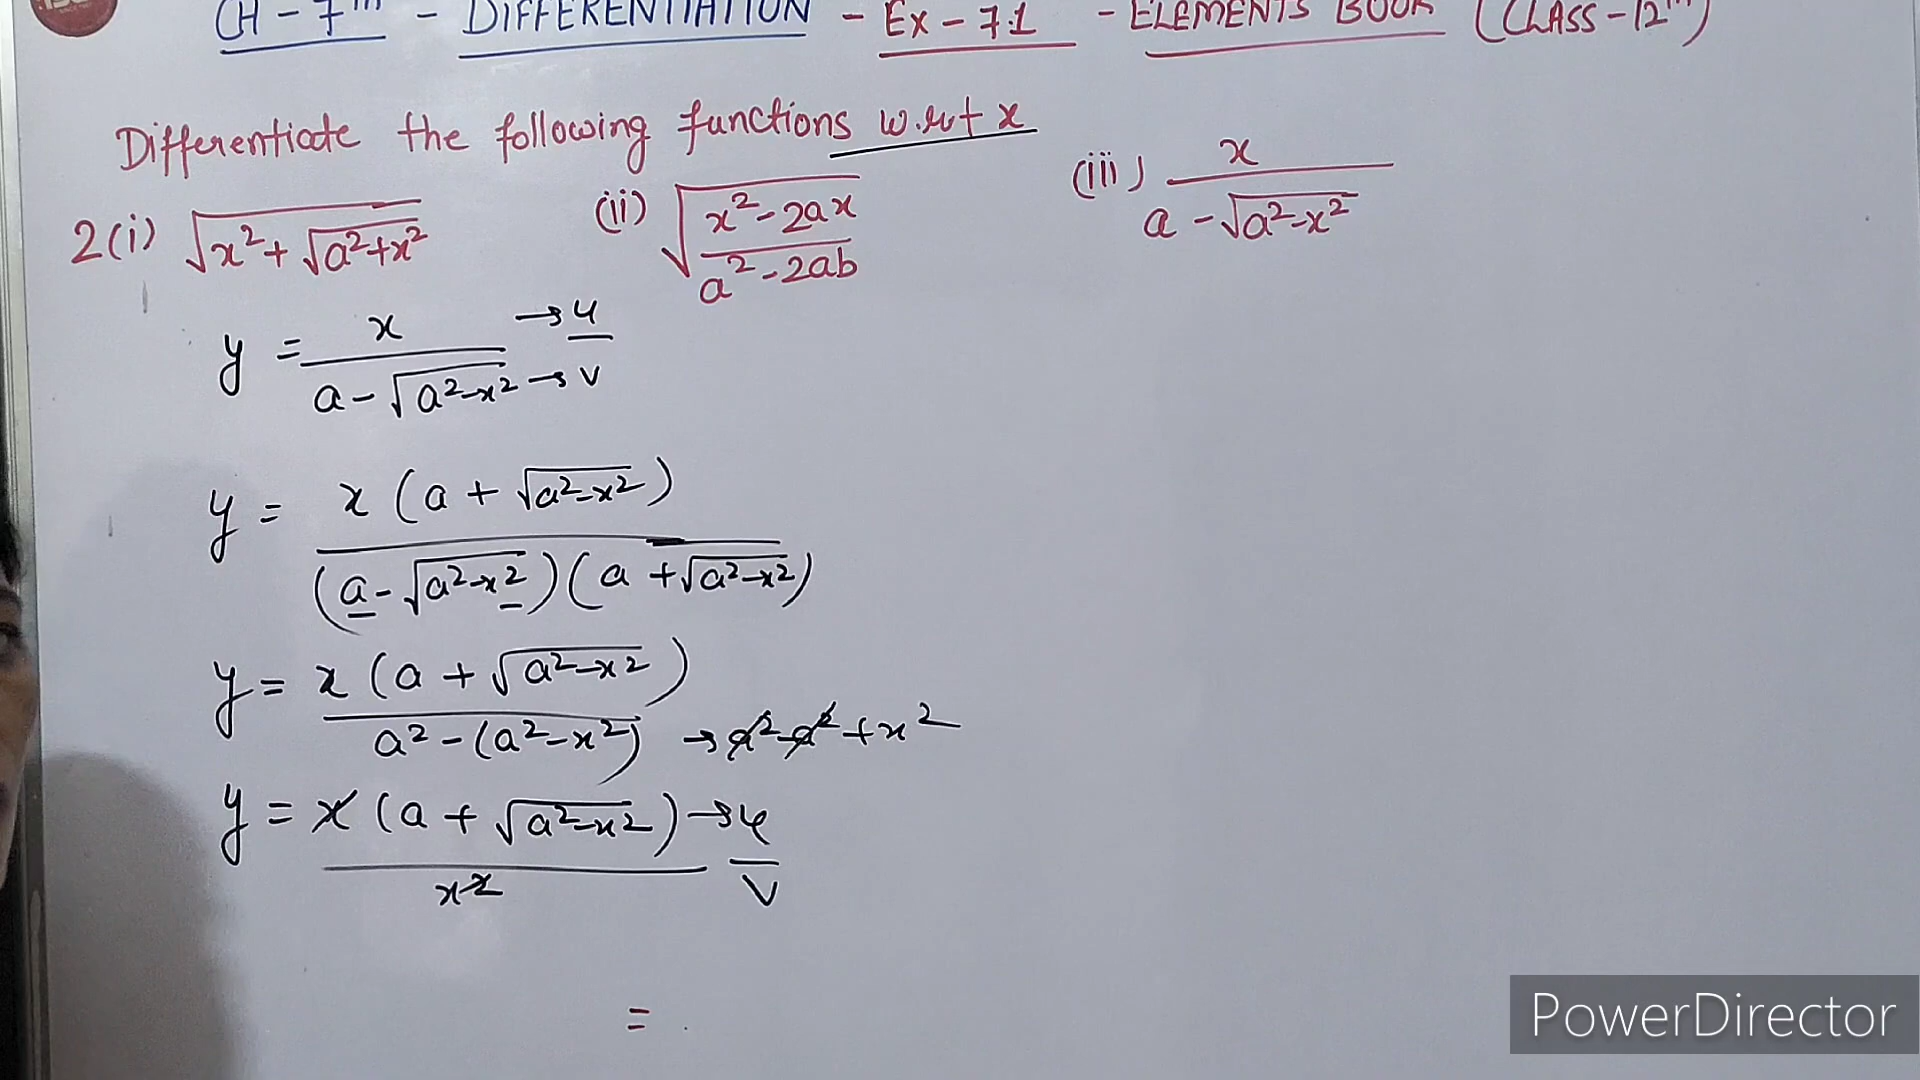 CH - 7th - DIFFERENTIATION - Ex - 7.1 - ELEMENTS BOOK (CLASS-12th)
Differentiate the following functions w.r.t x
2(i) √(x²+√(a²+x²)) (ii) √((x²-2ax)/(a²-2ab)) (iii) x/(a-√(a²-x²))
y = x/(a-√(a²-x²)) → u/v
y = x(a+√(a²-x²))/((a-√(a²-x²))(a+√(a²-x²)))
y = x(a+√(a²-x²))/(a²-(a²-x²)) → a²-a²+x²
y = x(a+√(a²-x²))/x² → u/v
=
PowerDirector